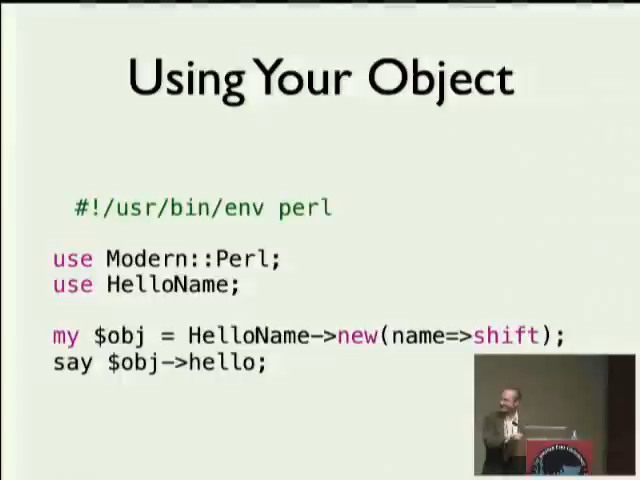 Using Your Object
#!/usr/bin/env perl
use Modern::Perl;
use HelloName;
my $obj = HelloName->new(name=>shift);
say $obj->hello;